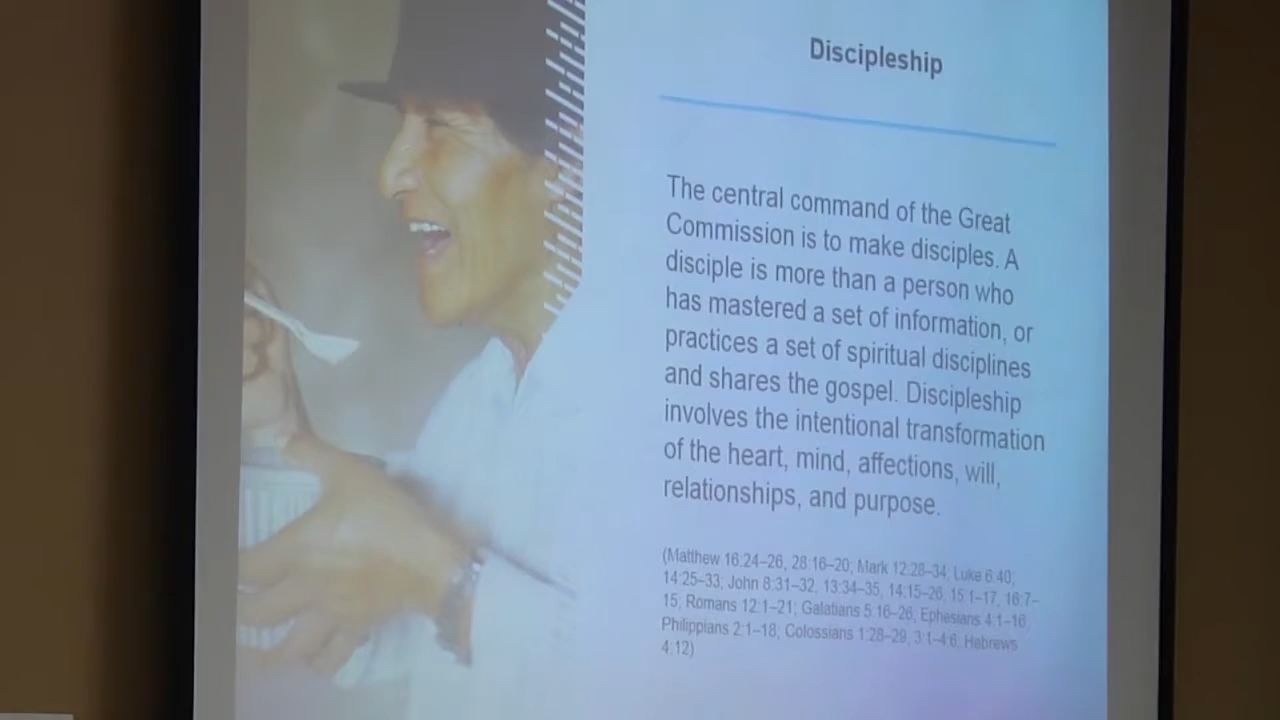 Discipleship
The central command of the Great
Commission is to make disciples. A
disciple is more than a person who
has mastered a set of information, or
practices a set of spiritual disciplines
and shares the gospel. Discipleship
involves the intentional transformation
of the heart, mind, affections, will,
relationships, and purpose.
(Matthew 16:24–26, 28:16–20; Mark 12:28–34; Luke 6:40;
14:25–33; John 8:31–32, 13:34–35, 14:15–26, 15:1–17, 16:7–
15; Romans 12:1–21; Galatians 5:16–26, Ephesians 4:1–16,
Philippians 2:1–18; Colossians 1:28–29, 3:1–4:6, Hebrews
4:12)